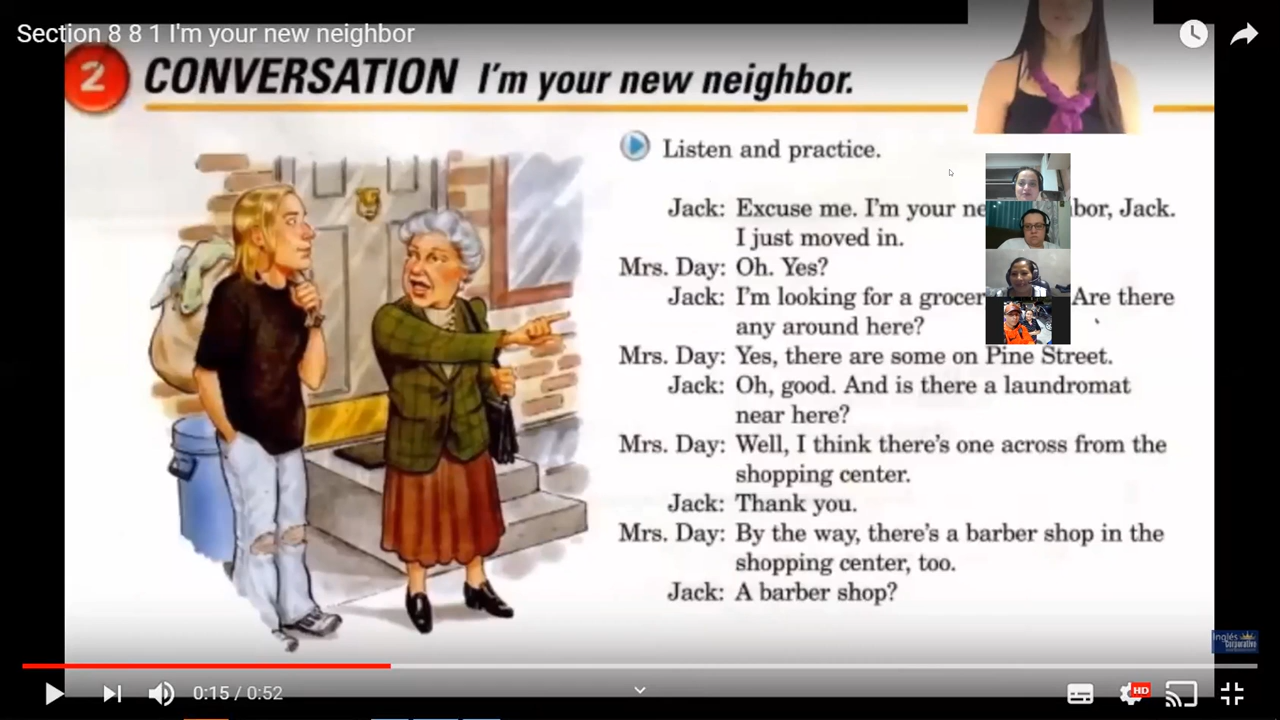 Section 8 8 1 I'm your new neighbor
2 CONVERSATION I'm your new neighbor.
Listen and practice.
Jack: Excuse me. I'm your bor, Jack.
I just moved in.
Mrs. Day: Oh. Yes?
Jack: I'm looking for a Are there
any around here?
Mrs. Day: Yes, there are some on Pine Street.
Jack: Oh, good. And is there a laundromat
near here?
Mrs. Day: Well, I think there's one across from the
shopping center.
Jack: Thank you.
Mrs. Day: By the way, there's a barber shop in the
shopping center, too.
Jack: A barber shop?
Inglés
Corporativo
0:15 / 0:52
HD